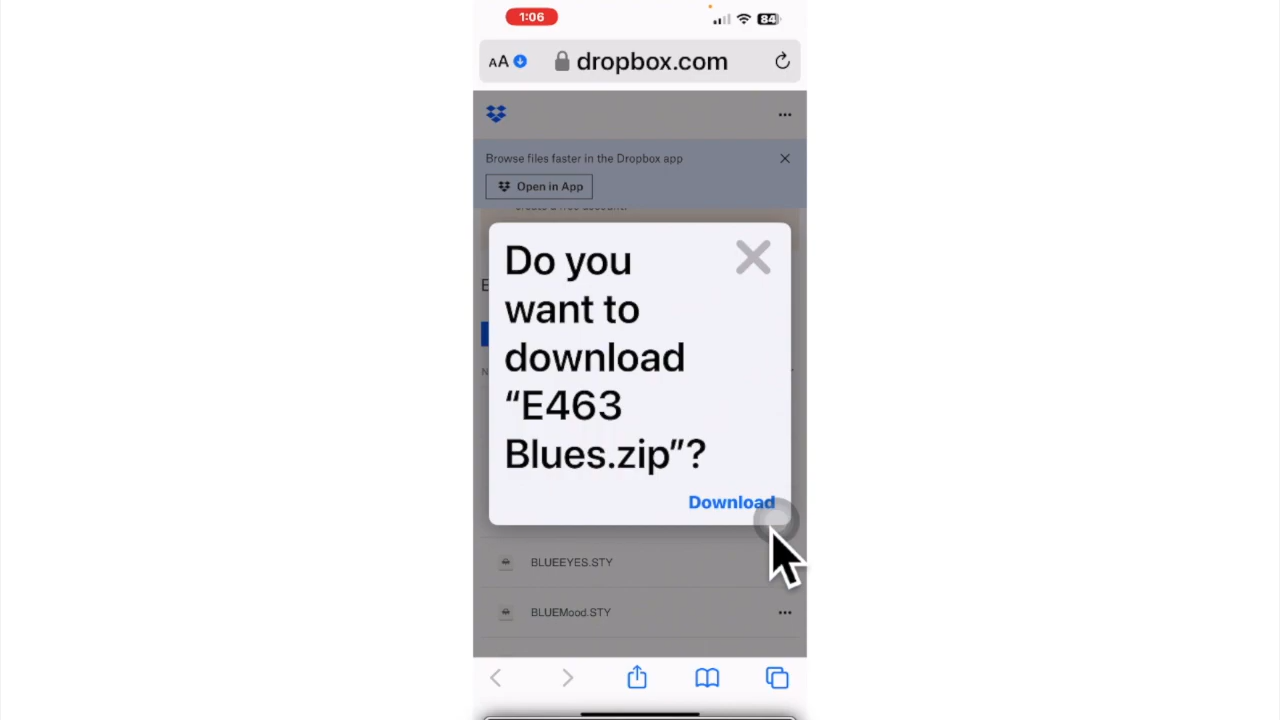 1:06
84
AA
dropbox.com
Browse files faster in the Dropbox app
Open in App
Do you
want to
download
“E463
Blues.zip”?
Download
BLUEEYES.STY
BLUEMood.STY